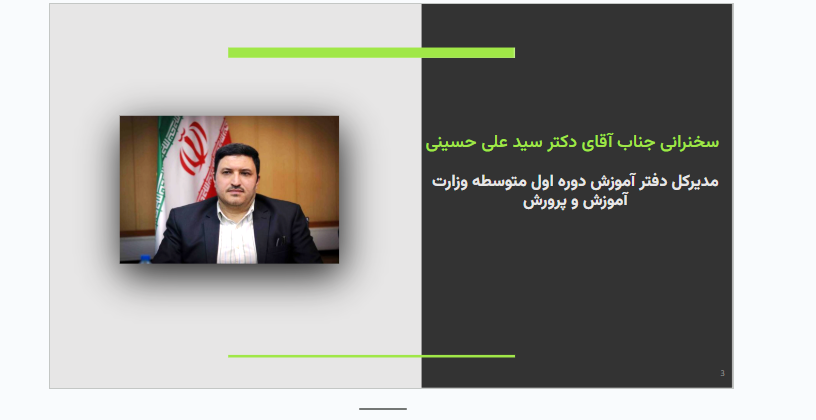 سخنرانی جناب آقای دکتر سید علی حسینی
مدیرکل دفتر آموزش دوره اول متوسطه وزارت
آموزش و پرورش
3